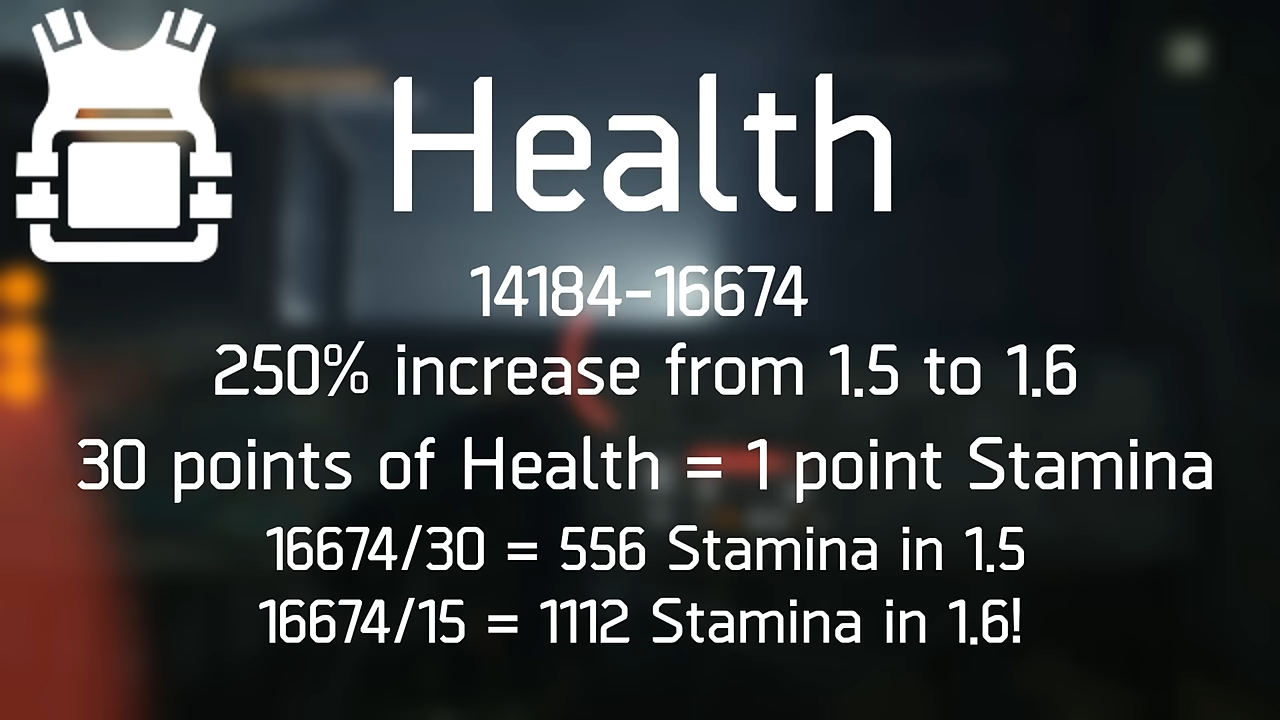 Health
14184-16674
250% increase from 1.5 to 1.6
30 points of Health = 1 point Stamina
16674/30 = 556 Stamina in 1.5
16674/15 = 1112 Stamina in 1.6!